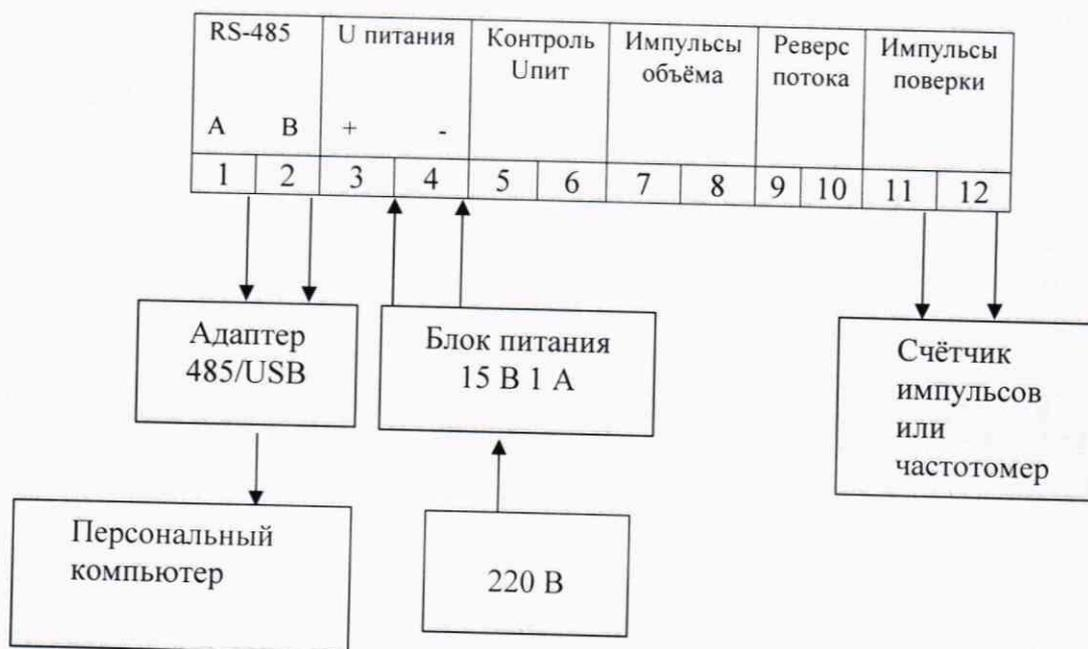 RS-485
A B
U питания
+ -
Контроль
Uпит
Импульсы
объёма
Реверс
потока
Импульсы
поверки
1 2 3 4 5 6 7 8 9 10 11 12
Адаптер
485/USB
Блок питания
15 В 1 А
Счётчик
импульсов
или
частотомер
Персональный
компьютер
220 В